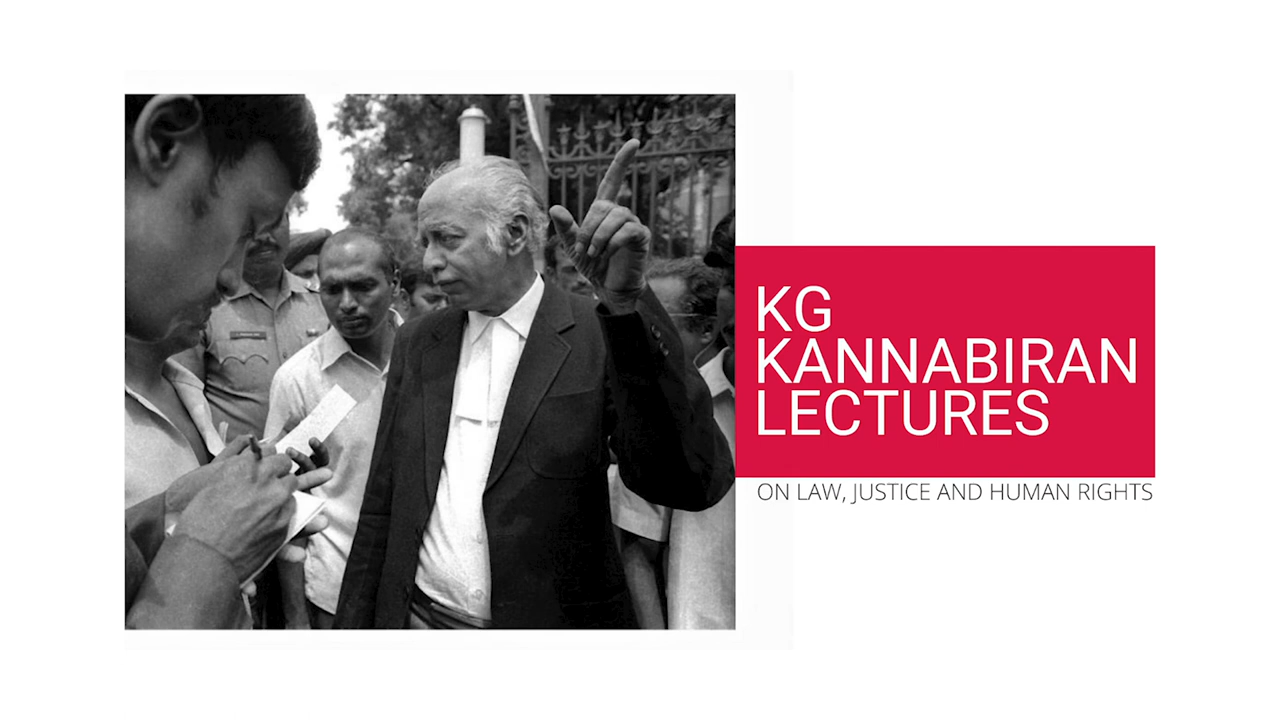 KG
KANNABIRAN
LECTURES
ON LAW, JUSTICE AND HUMAN RIGHTS